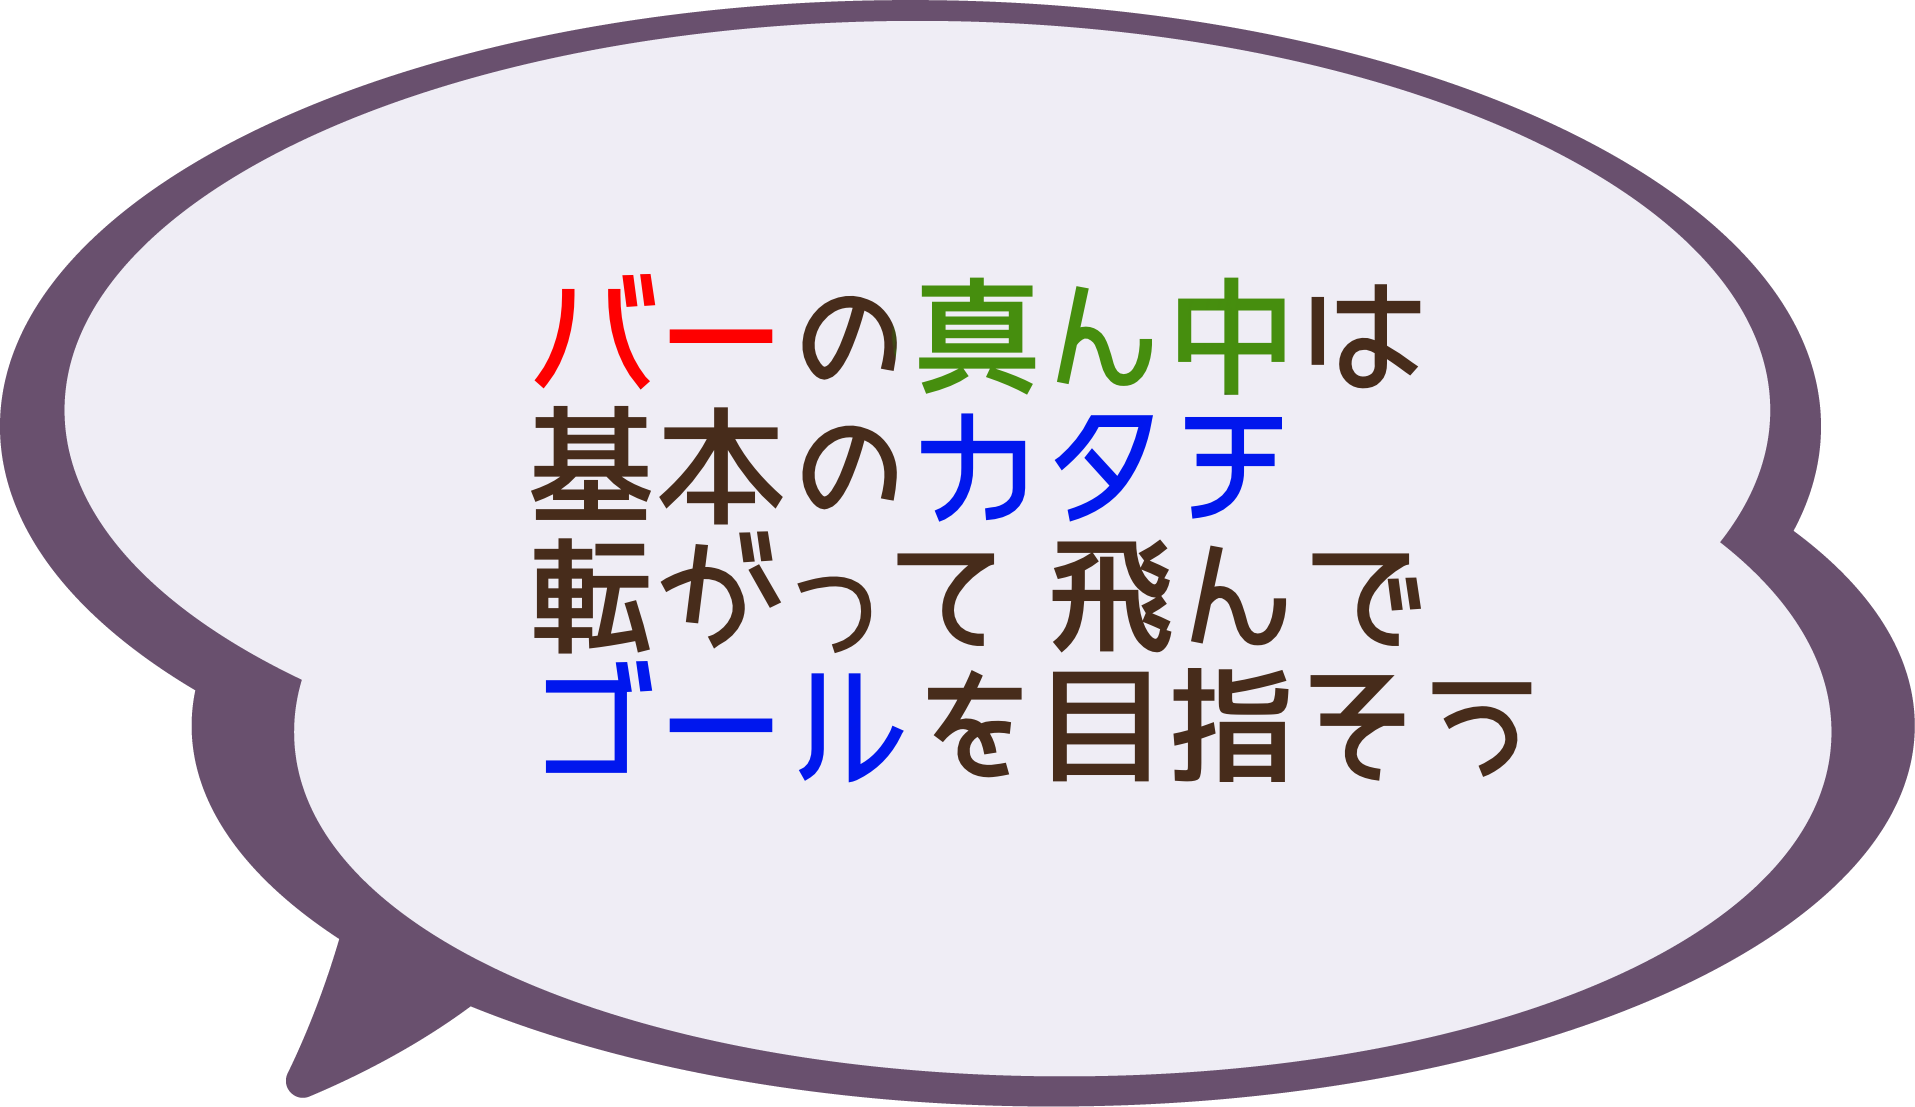 バーの真ん中は
基本のカタチ
転がって 飛んで
ゴールを目指そう